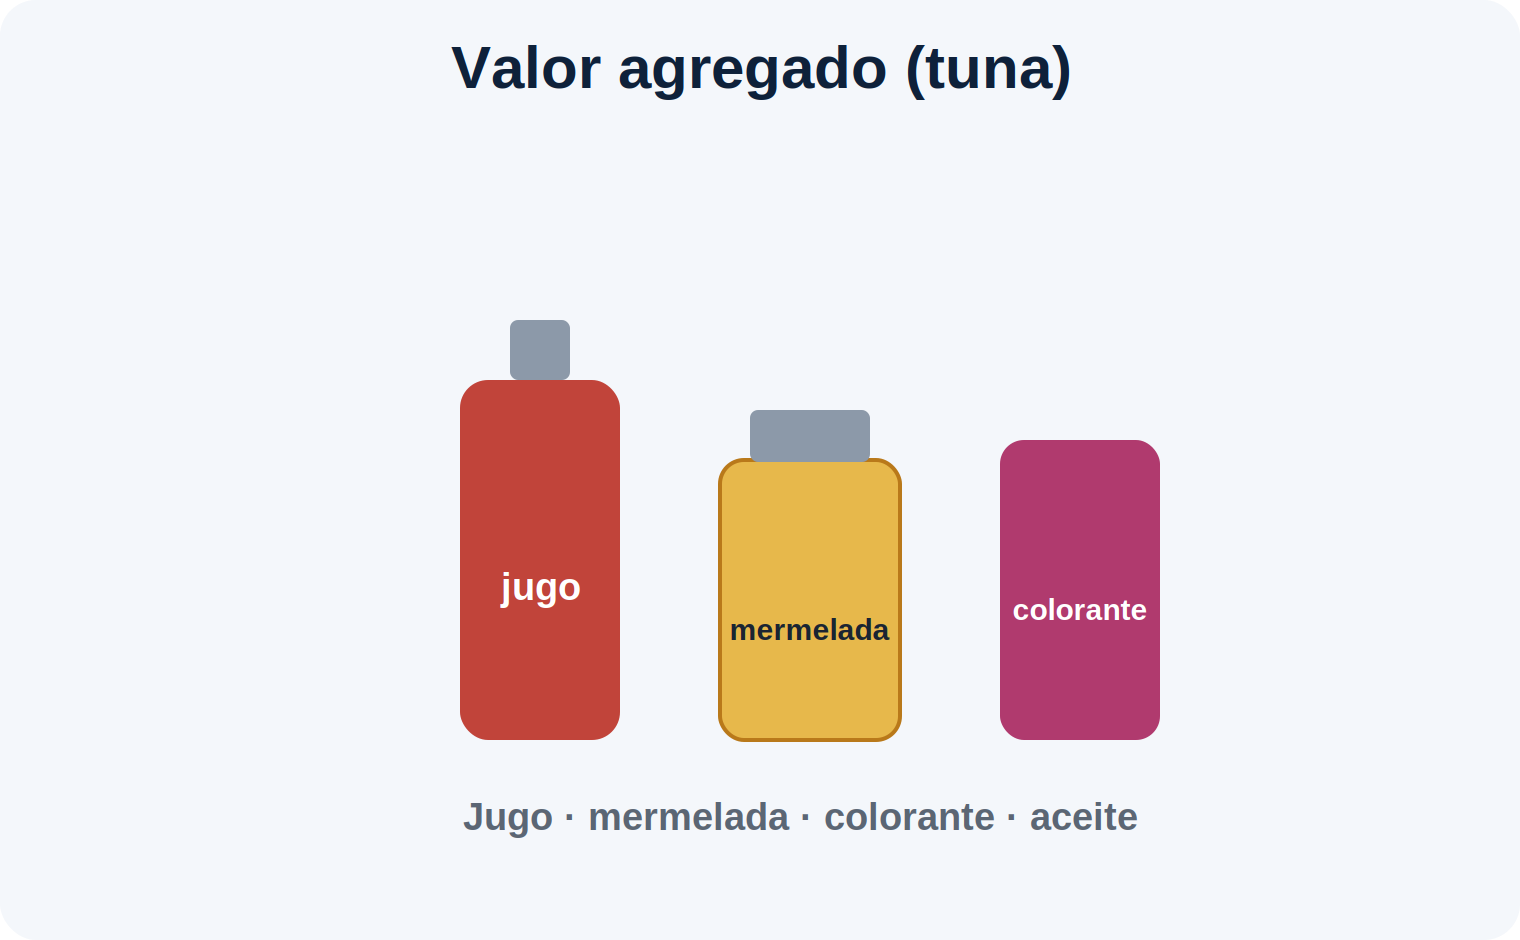 Valor agregado (tuna)
jugo
mermelada
colorante
Jugo · mermelada · colorante · aceite